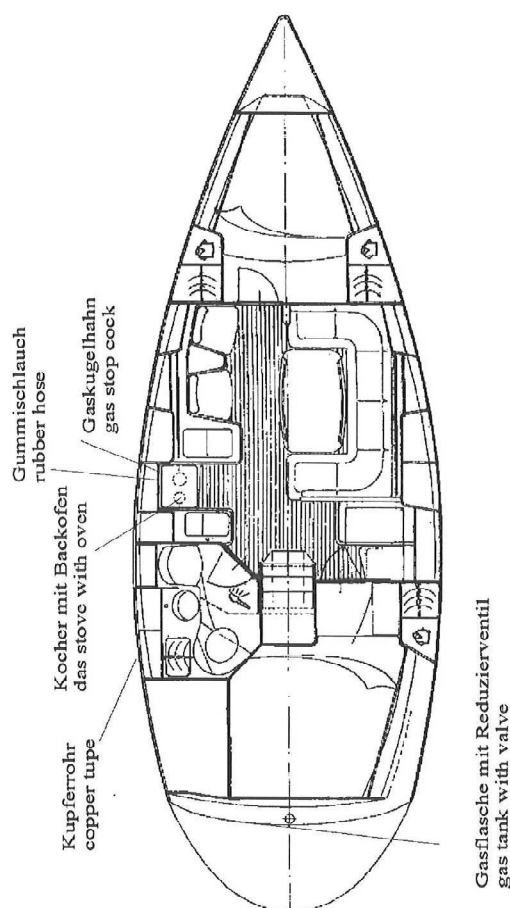 Gummischlauch
rubber hose
Gaskugelhahn
gas stop cock
Kocher mit Backofen
das stove with oven
Kupferrohr
copper tupe
Gasflasche mit Reduzierventil
gas tank with valve